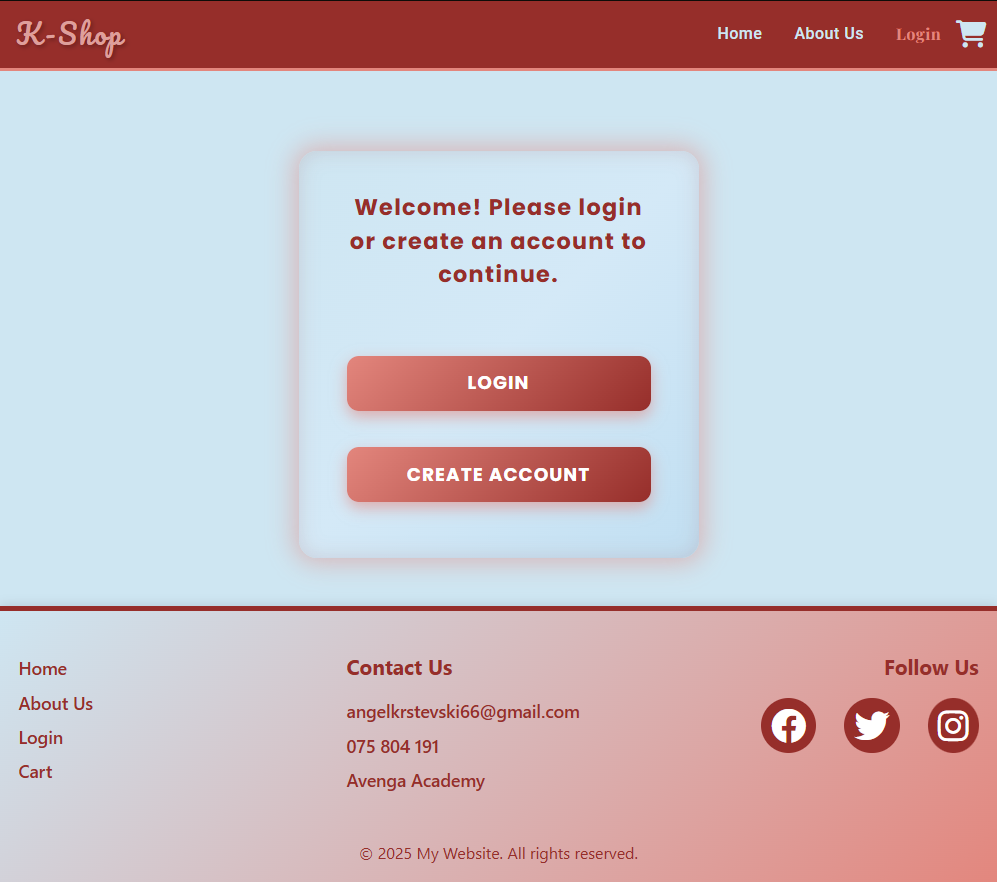 K-Shop
Home About Us Login
Welcome! Please login
or create an account to
continue.
LOGIN
CREATE ACCOUNT
Home
About Us
Login
Cart
Contact Us
angelkrstevski66@gmail.com
075 804 191
Avenga Academy
Follow Us
© 2025 My Website. All rights reserved.